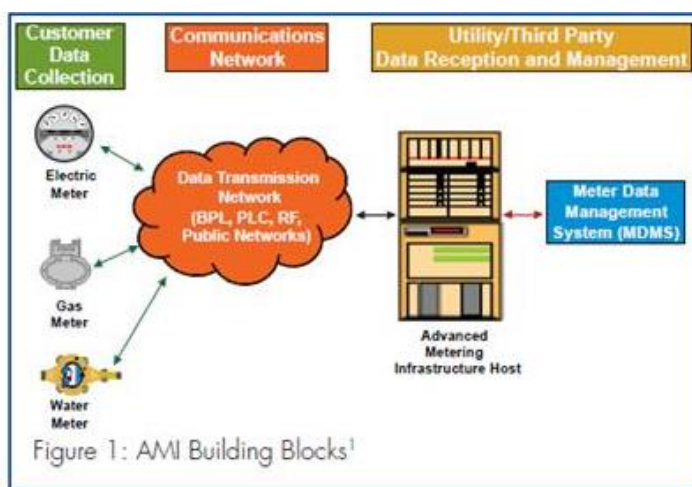 Customer
Data
Collection
Communications
Network
Utility/Third Party
Data Reception and Management
Electric
Meter
Gas
Meter
Water
Meter
Data Transmission
Network
(BPL, PLC, RF,
Public Networks)
Advanced
Metering
Infrastructure Host
Meter Data
Management
System (MDMS)
Figure 1: AMI Building Blocks¹